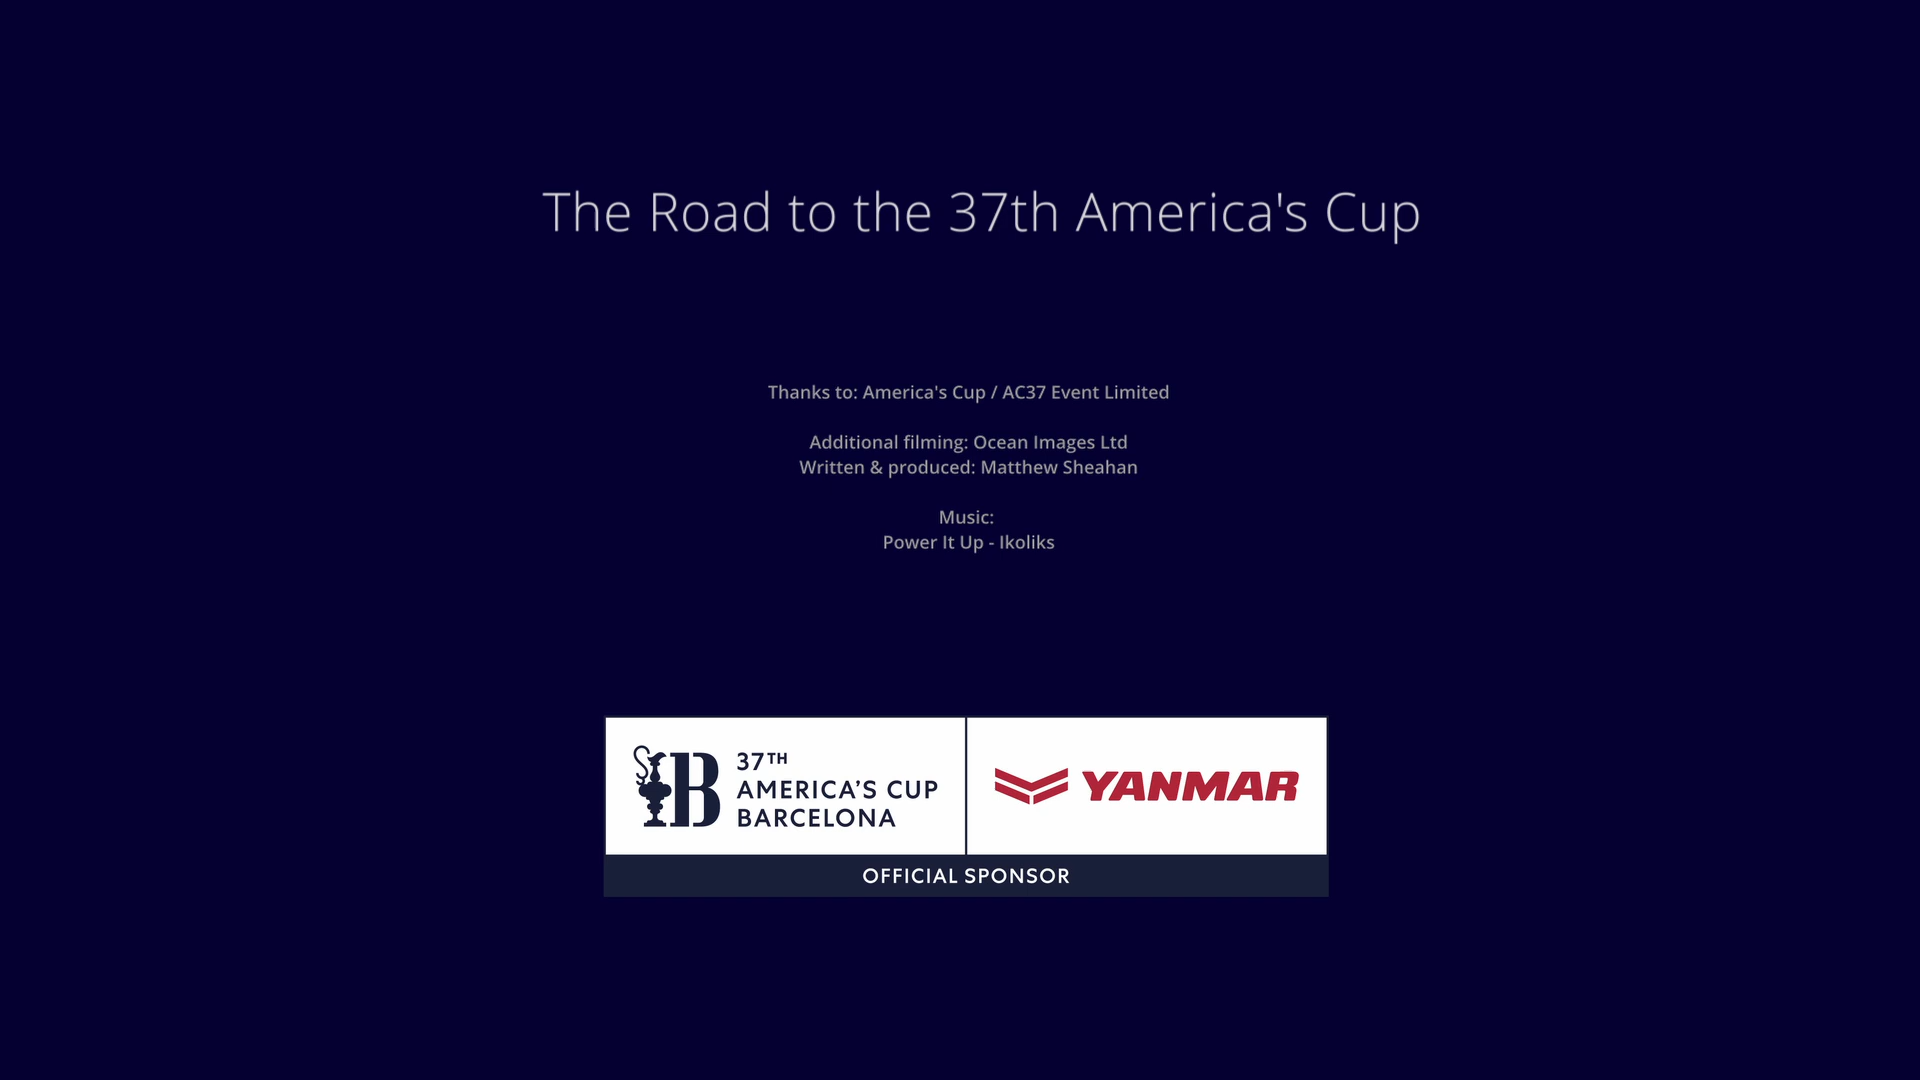 The Road to the 37th America's Cup
Thanks to: America's Cup / AC37 Event Limited
Additional filming: Ocean Images Ltd
Written & produced: Matthew Sheahan
Music:
Power It Up - Ikoliks
B
37TH
AMERICA’S CUP
BARCELONA
YANMAR
OFFICIAL SPONSOR